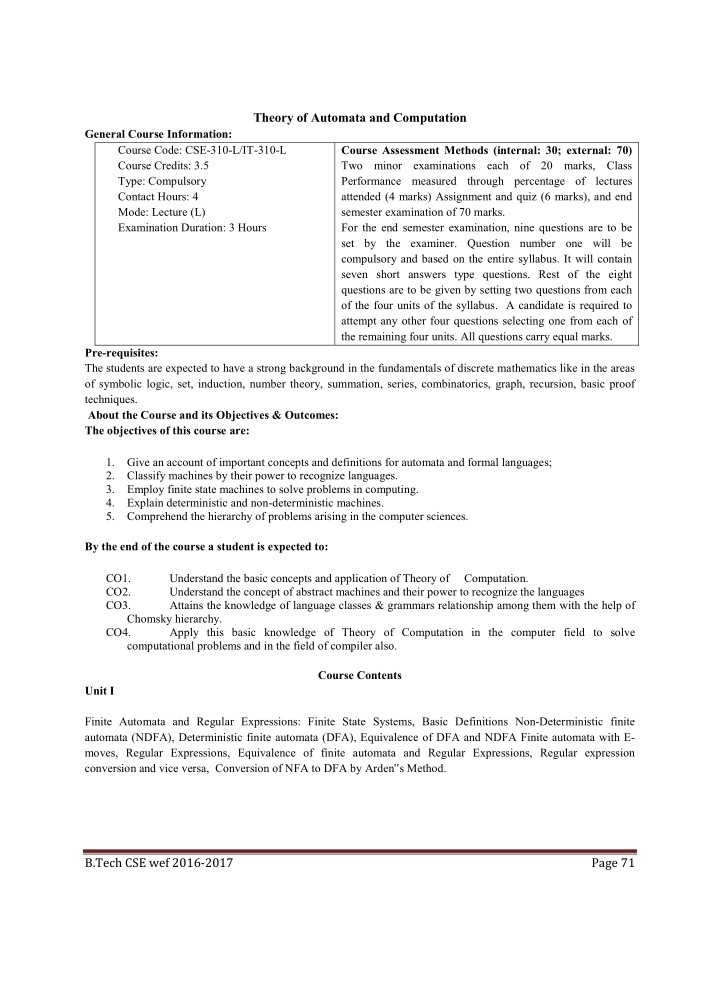 Theory of Automata and Computation
General Course Information:
Course Code: CSE-310-L/IT-310-L
Course Credits: 3.5
Type: Compulsory
Contact Hours: 4
Mode: Lecture (L)
Examination Duration: 3 Hours
Course Assessment Methods (internal: 30; external: 70)
Two minor examinations each of 20 marks, Class
Performance measured through percentage of lectures
attended (4 marks) Assignment and quiz (6 marks), and end
semester examination of 70 marks.
For the end semester examination, nine questions are to be
set by the examiner. Question number one will be
compulsory and based on the entire syllabus. It will contain
seven short answers type questions. Rest of the eight
questions are to be given by setting two questions from each
of the four units of the syllabus. A candidate is required to
attempt any other four questions selecting one from each of
the remaining four units. All questions carry equal marks.
Pre-requisites:
The students are expected to have a strong background in the fundamentals of discrete mathematics like in the areas
of symbolic logic, set, induction, number theory, summation, series, combinatorics, graph, recursion, basic proof
techniques.
About the Course and its Objectives & Outcomes:
The objectives of this course are:
1. Give an account of important concepts and definitions for automata and formal languages;
2. Classify machines by their power to recognize languages.
3. Employ finite state machines to solve problems in computing.
4. Explain deterministic and non-deterministic machines.
5. Comprehend the hierarchy of problems arising in the computer sciences.
By the end of the course a student is expected to:
CO1. Understand the basic concepts and application of Theory of Computation.
CO2. Understand the concept of abstract machines and their power to recognize the languages
CO3. Attains the knowledge of language classes & grammars relationship among them with the help of
Chomsky hierarchy.
CO4. Apply this basic knowledge of Theory of Computation in the computer field to solve
computational problems and in the field of compiler also.
Course Contents
Unit I
Finite Automata and Regular Expressions: Finite State Systems, Basic Definitions Non-Deterministic finite
automata (NDFA), Deterministic finite automata (DFA), Equivalence of DFA and NDFA Finite automata with E-
moves, Regular Expressions, Equivalence of finite automata and Regular Expressions, Regular expression
conversion and vice versa, Conversion of NFA to DFA by Arden‟s Method.
B.Tech CSE wef 2016-2017 Page 71